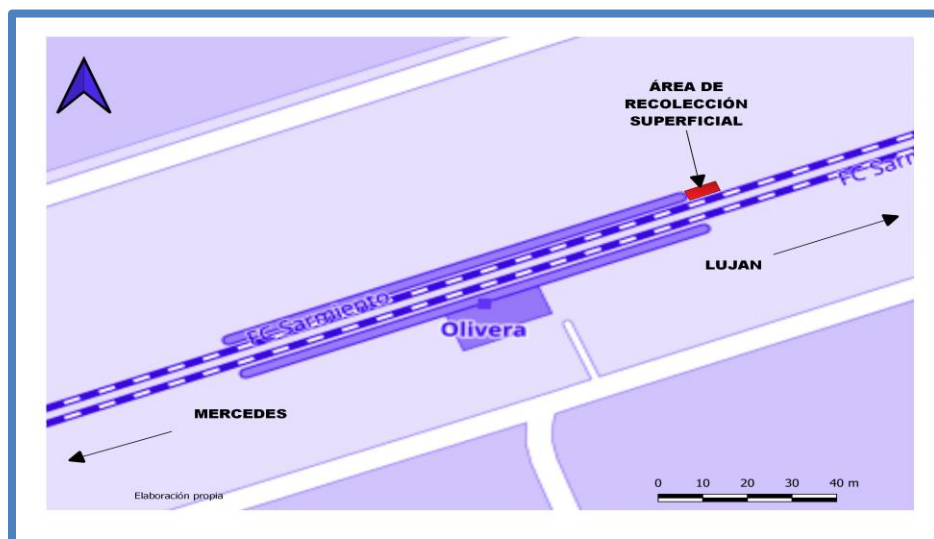 ÁREA DE
RECOLECCIÓN
SUPERFICIAL
FC Sarm
LUJAN
FC Sarmiento
Olivera
MERCEDES
Elaboración propia
0 10 20 30 40 m